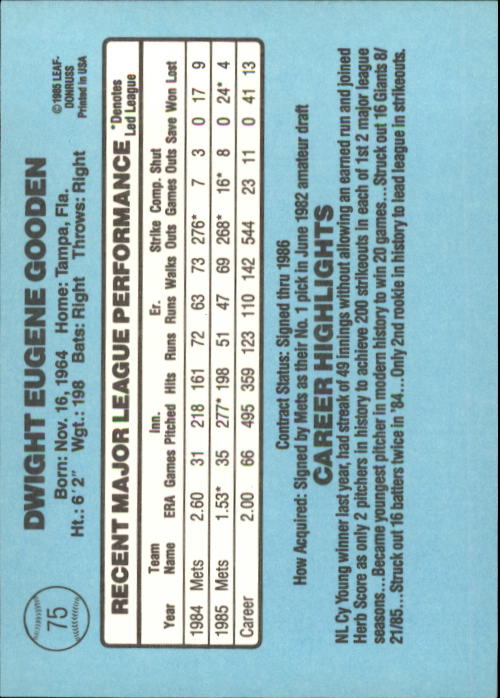 75
DWIGHT EUGENE GOODEN
Born: Nov. 16, 1964 Home: Tampa, Fla.
Ht.: 6'2" Wgt.: 198 Bats: Right Throws: Right
©1985 LEAF-
DONRUSS
Printed in USA
RECENT MAJOR LEAGUE PERFORMANCE *Denotes
Led League
Team Inn. Er. Strike Comp. Shut
Year Name ERA Games Pitched Hits Runs Runs Walks Outs Games Outs Save Won Lost
1984 Mets 2.60 31 218 161 72 63 73 276* 7 3 0 17 9
1985 Mets 1.53* 35 277* 198 51 47 69 268* 16* 8 0 24* 4
Career 2.00 66 495 359 123 110 142 544 23 11 0 41 13
Contract Status: Signed thru 1986
How Acquired: Signed by Mets as their No. 1 pick in June 1982 amateur draft
CAREER HIGHLIGHTS
NL Cy Young winner last year, had streak of 49 innings without allowing an earned run and joined
Herb Score as only 2 pitchers in history to achieve 200 strikeouts in each of 1st 2 major league
seasons...Became youngest pitcher in modern history to win 20 games...Struck out 16 Giants 8/
21/85...Struck out 16 batters twice in '84...Only 2nd rookie in history to lead league in strikeouts.